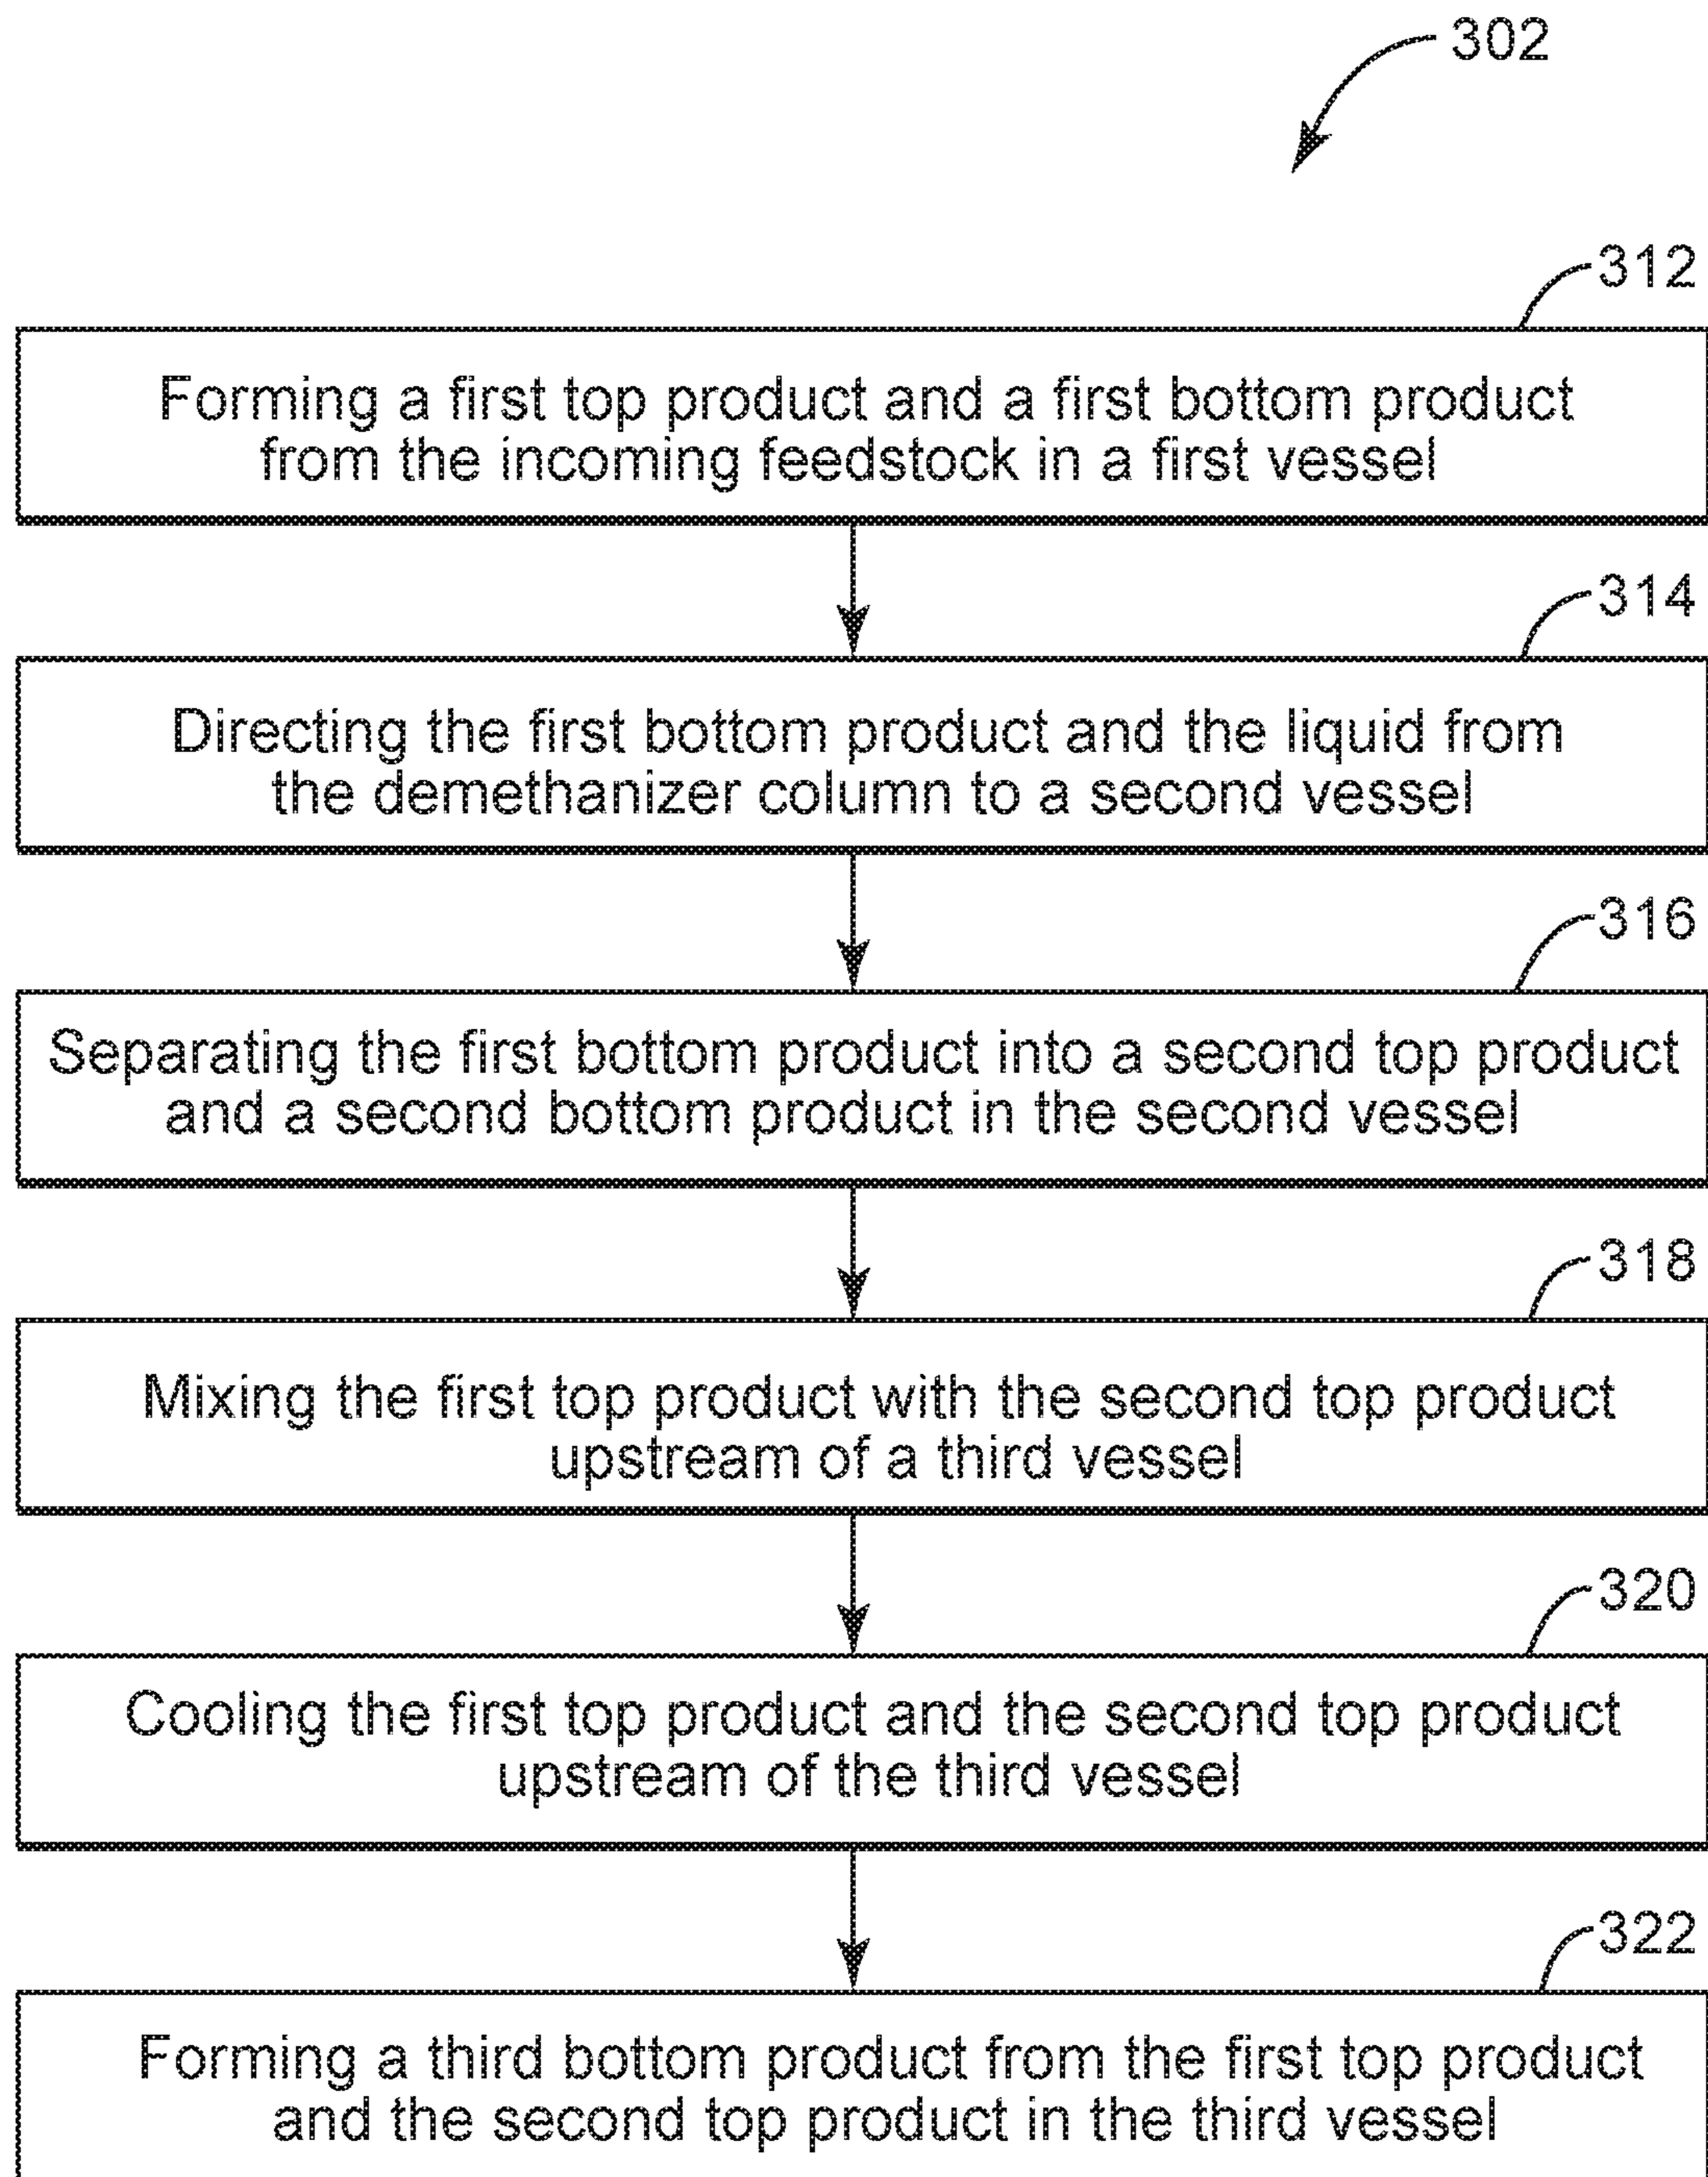 302
312
Forming a first top product and a first bottom product
from the incoming feedstock in a first vessel
314
Directing the first bottom product and the liquid from
the demethanizer column to a second vessel
316
Separating the first bottom product into a second top product
and a second bottom product in the second vessel
318
Mixing the first top product with the second top product
upstream of a third vessel
320
Cooling the first top product and the second top product
upstream of the third vessel
322
Forming a third bottom product from the first top product
and the second top product in the third vessel